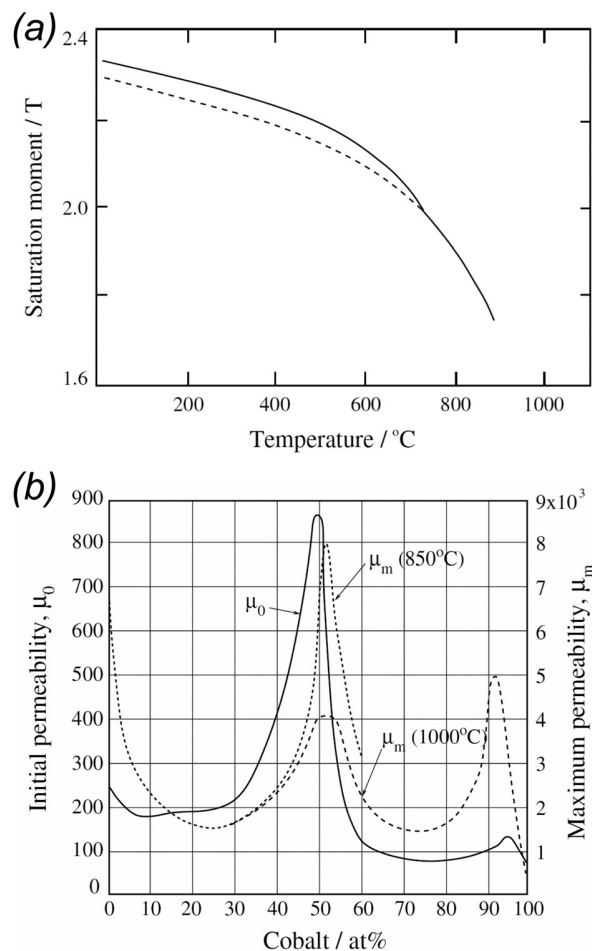 (a)
2.4
2.0
1.6
Saturation moment / T
200 400 600 800 1000
Temperature / °C
(b)
900
800
700
600
500
400
300
200
100
0
Initial permeability, μ0
9x10³
8
7
6
5
4
3
2
1
Maximum permeability, μm
μ0
μm (850°C)
μm (1000°C)
0 10 20 30 40 50 60 70 80 90 100
Cobalt / at%